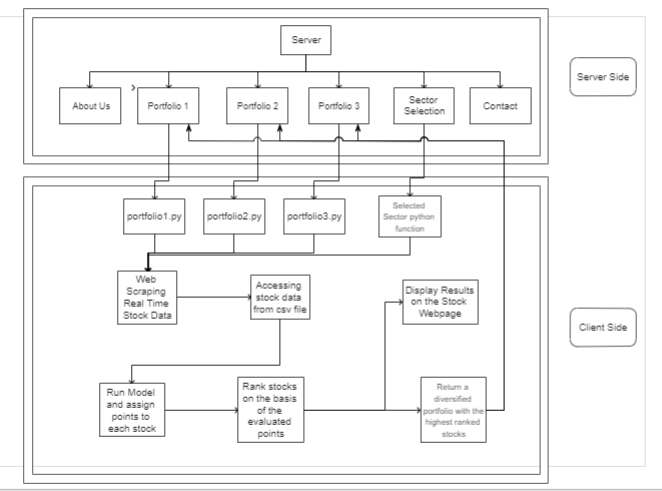 Server
Server Side
About Us
Portfolio 1
Portfolio 2
Portfolio 3
Sector
Selection
Contact
portfolio1.py
portfolio2.py
portfolio3.py
Selected
Sector python
function
Web
Scraping
Real Time
Stock Data
Accessing
stock data
from csv file
Display Results
on the Stock
Webpage
Client Side
Run Model
and assign
points to
each stock
Rank stocks
on the basis
of the
evaluated
points
Return a
diversified
portfolio with the
highest ranked
stocks